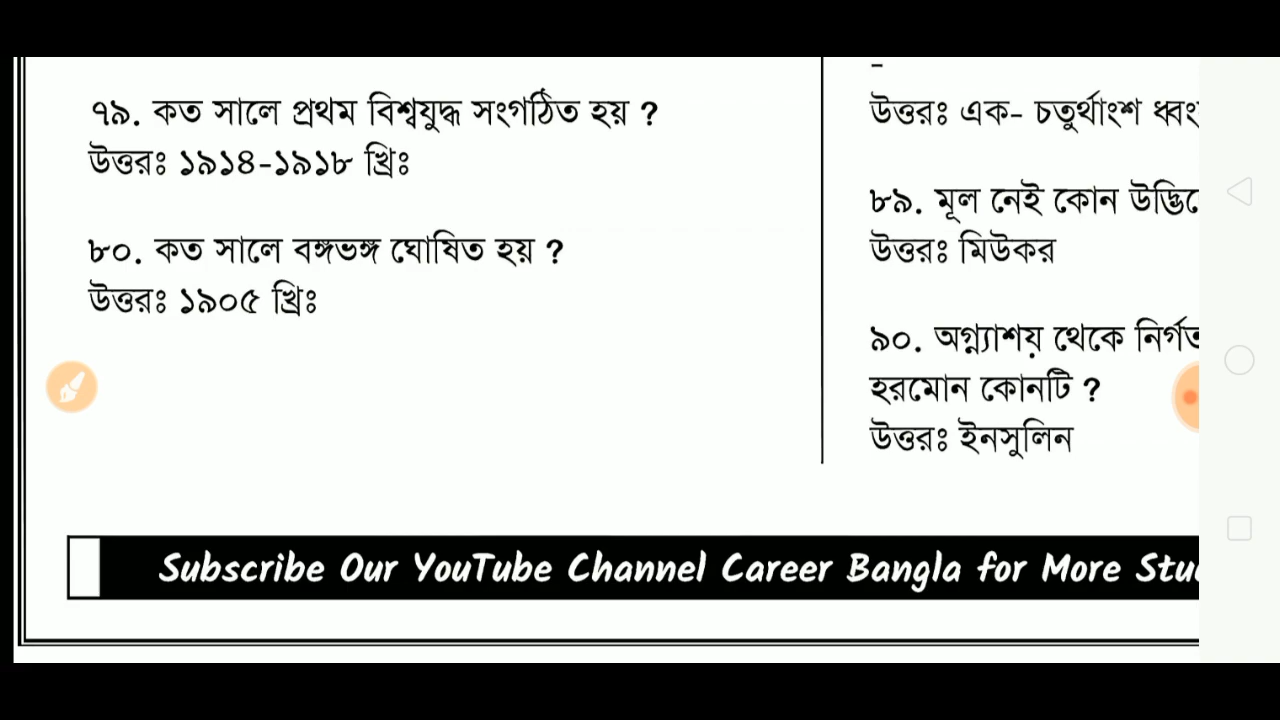 ৭৯. কত সালে প্রথম বিশ্বযুদ্ধ সংগঠিত হয় ?
উত্তরঃ ১৯১৪-১৯১৮ খ্রিঃ
৮০. কত সালে বঙ্গভঙ্গ ঘোষিত হয় ?
উত্তরঃ ১৯০৫ খ্রিঃ
-
উত্তরঃ এক- চতুর্থাংশ
৮৯. মূল নেই কোন
উত্তরঃ মিউকর
৯০. অগ্ন্যাশয় থেকে
হরমোন কোনটি ?
উত্তরঃ ইনসুলিন
Subscribe Our YouTube Channel Career Bangla for More